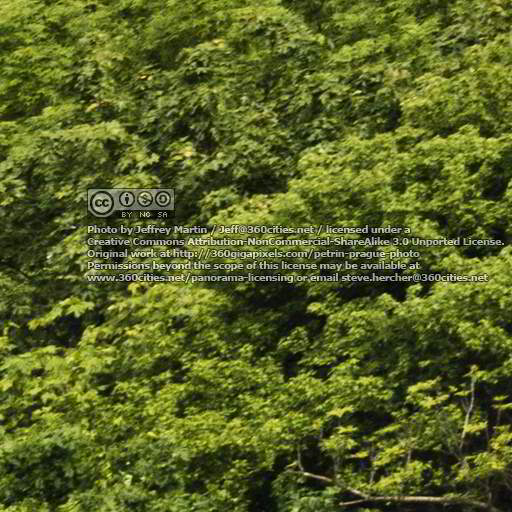 cc
BY NC SA
Photo by Jeffrey Martin / Jeff@360cities.net / licensed under a
Creative Commons Attribution-NonCommercial-ShareAlike 3.0 Unported License.
Original work at http://360gigapixels.com/petrin-prague-photo
Permissions beyond the scope of this license may be available at
www.360cities.net/panorama-licensing or email steve.hercher@360cities.net